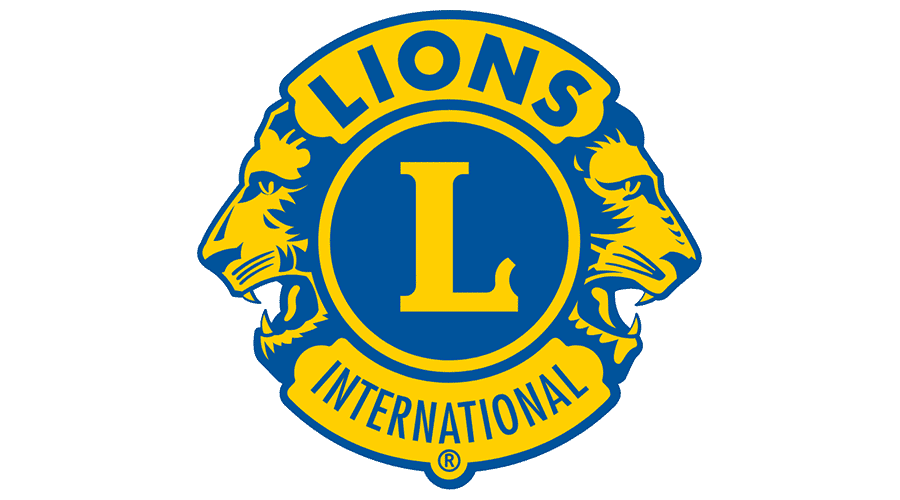 LIONS
L
INTERNATIONAL
®